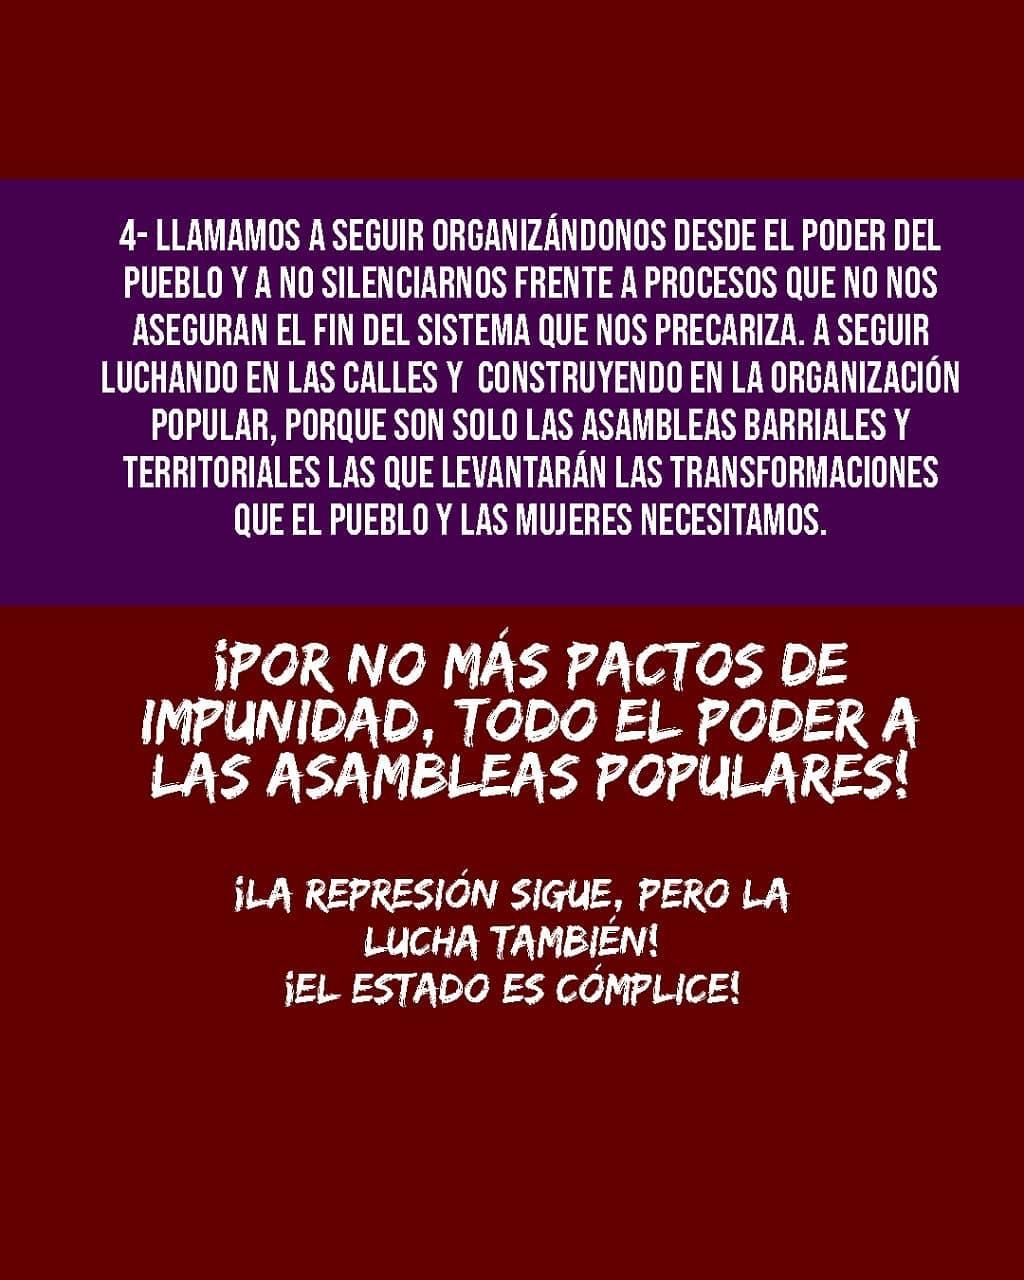 4- LLAMAMOS A SEGUIR ORGANIZÁNDONOS DESDE EL PODER DEL
PUEBLO Y A NO SILENCIARNOS FRENTE A PROCESOS QUE NO NOS
ASEGURAN EL FIN DEL SISTEMA QUE NOS PRECARIZA. A SEGUIR
LUCHANDO EN LAS CALLES Y CONSTRUYENDO EN LA ORGANIZACIÓN
POPULAR, PORQUE SON SOLO LAS ASAMBLEAS BARRIALES Y
TERRITORIALES LAS QUE LEVANTARÁN LAS TRANSFORMACIONES
QUE EL PUEBLO Y LAS MUJERES NECESITAMOS.
¡POR NO MÁS PACTOS DE
IMPUNIDAD, TODO EL PODER A
LAS ASAMBLEAS POPULARES!
¡LA REPRESIÓN SIGUE, PERO LA
LUCHA TAMBIÉN!
¡EL ESTADO ES CÓMPLICE!